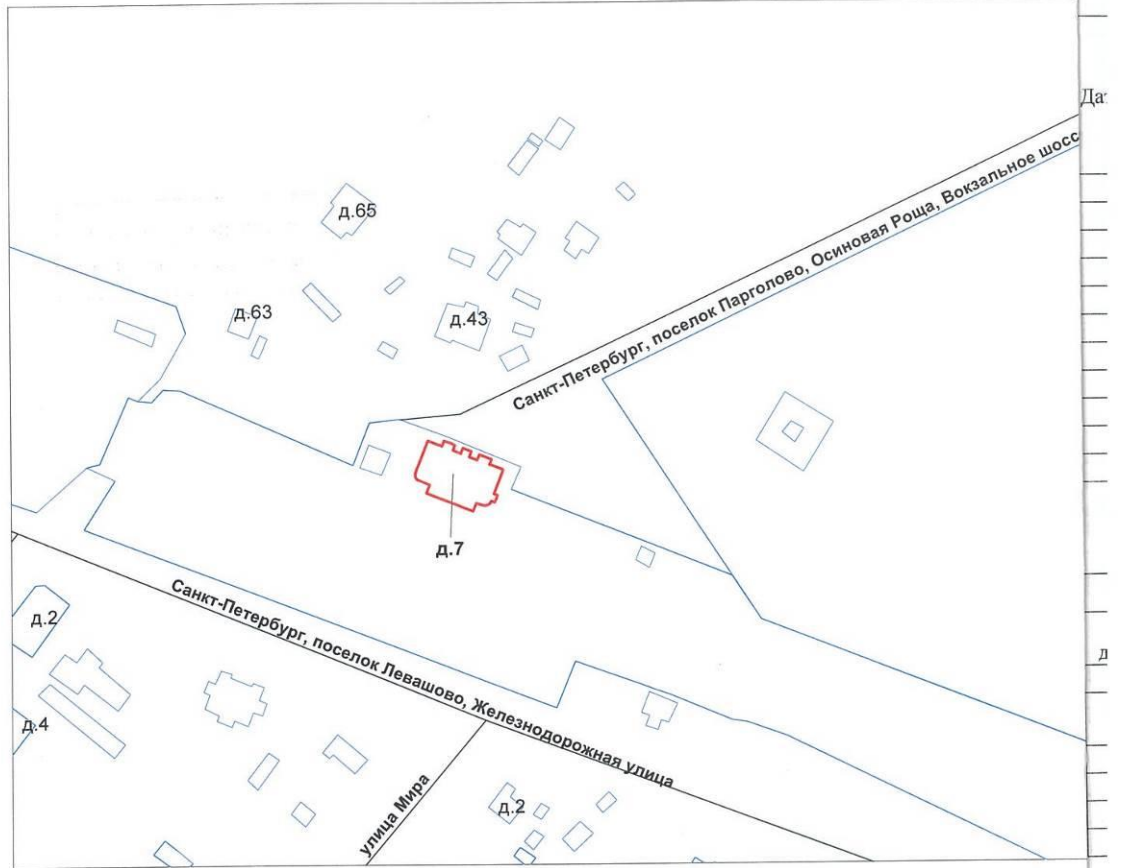 Да
д.65
Санкт-Петербург, поселок Парголово, Осиновая Роща, Вокзальное шосс
д.63
д.43
д.7
Санкт-Петербург, поселок Левашово, Железнодорожная улица
д.2
д
д.4
улица Мира
д.2